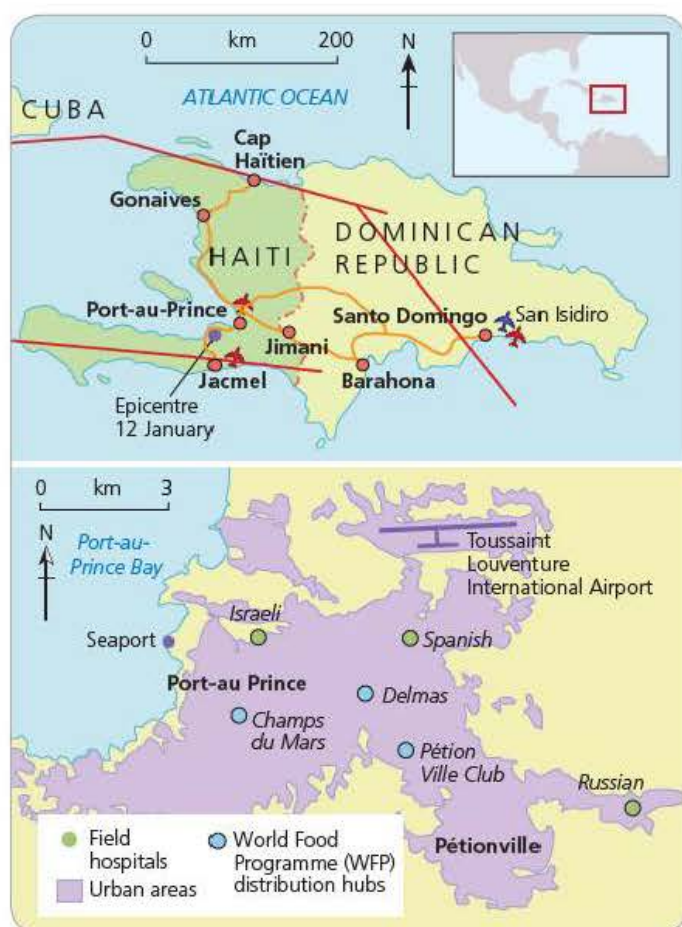 0 km 200
N
ATLANTIC OCEAN
CUBA
Cap
Haïtien
Gonaives
HAITI
DOMINICAN
REPUBLIC
Port-au-Prince
Santo Domingo
San Isidiro
Jimani
Jacmel
Barahona
Epicentre
12 January
0 km 3
N
Port-au-
Prince Bay
Toussaint
Louventure
International Airport
Israeli
Seaport
Spanish
Port-au Prince
Delmas
Champs
du Mars
Pétion
Ville Club
Russian
Pétionville
Field
hospitals
Urban areas
World Food
Programme (WFP)
distribution hubs